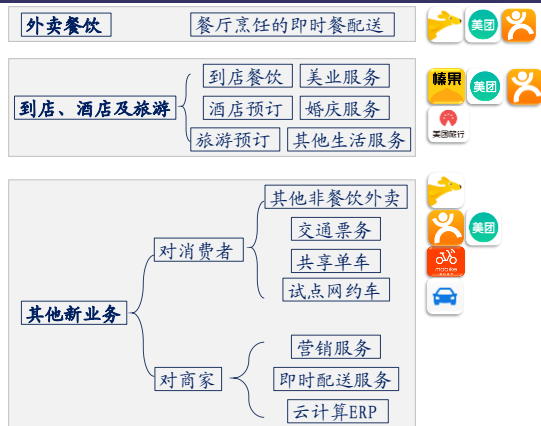 外卖餐饮 餐厅烹饪的即时餐配送
美团
到店、酒店及旅游
到店餐饮 美业服务
酒店预订 婚庆服务
旅游预订 其他生活服务
榛果
美团
美团旅行
其他新业务
对消费者
其他非餐饮外卖
交通票务
共享单车
试点网约车
对商家
营销服务
即时配送服务
云计算ERP
美团
mobike